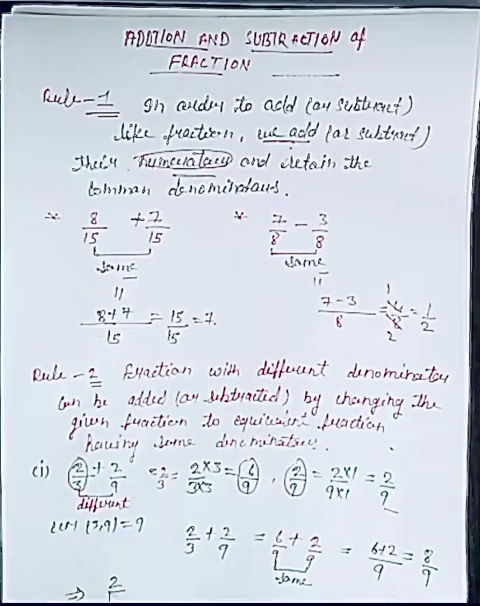 ADDTION AND SUBTRACTION of
FRACTION
Rule-1 In order to add (or subtract)
like fraction, we add (or subtract)
their numerators and retain the
common denominators.
* 8/15 + 7/15 * 7/8 - 3/8
same same
|| ||
8+7/15 = 15/15 = 7. 7-3/8 = 4/8 = 1/2
1 2
Rule-2 Fraction with different denominator
can be added (or subtracted) by changing the
given fraction to equivalent fraction
having same denominator.
(i) 2/3 + 2/9 = 2/3 = 2×3/3×3 = 6/9, 2/9 = 2×1/9×1 = 2/9
different
LCM (3,9)=9
2/3 + 2/9 = 6/9 + 2/9 = 6+2/9 = 8/9
same
⇒ 2